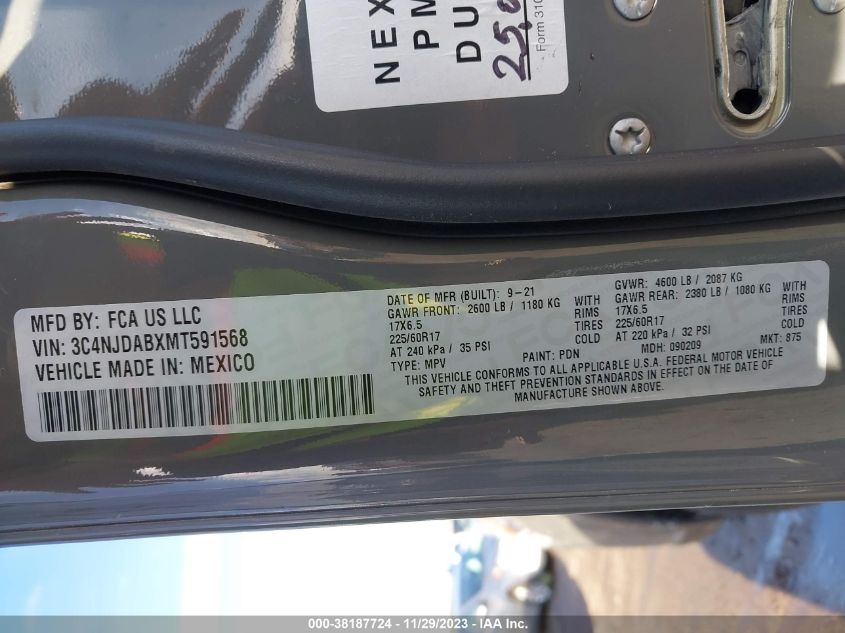 NEX
PM
DU
25,0
Form 310
MFD BY: FCA US LLC
VIN: 3C4NJDABXMT591568
VEHICLE MADE IN: MEXICO
DATE OF MFR (BUILT): 9-21
GAWR FRONT: 2600 LB / 1180 KG WITH
17X6.5 RIMS
225/60R17 TIRES
AT 240 kPa / 35 PSI COLD
TYPE: MPV PAINT: PDN
GVWR: 4600 LB / 2087 KG
GAWR REAR: 2380 LB / 1080 KG WITH
17X6.5 RIMS
225/60R17 TIRES
AT 220 kPa / 32 PSI COLD
MDH: 090209 MKT: 875
THIS VEHICLE CONFORMS TO ALL APPLICABLE U.S.A. FEDERAL MOTOR VEHICLE
SAFETY AND THEFT PREVENTION STANDARDS IN EFFECT ON THE DATE OF
MANUFACTURE SHOWN ABOVE.
000-38187724 - 11/29/2023 - IAA Inc.